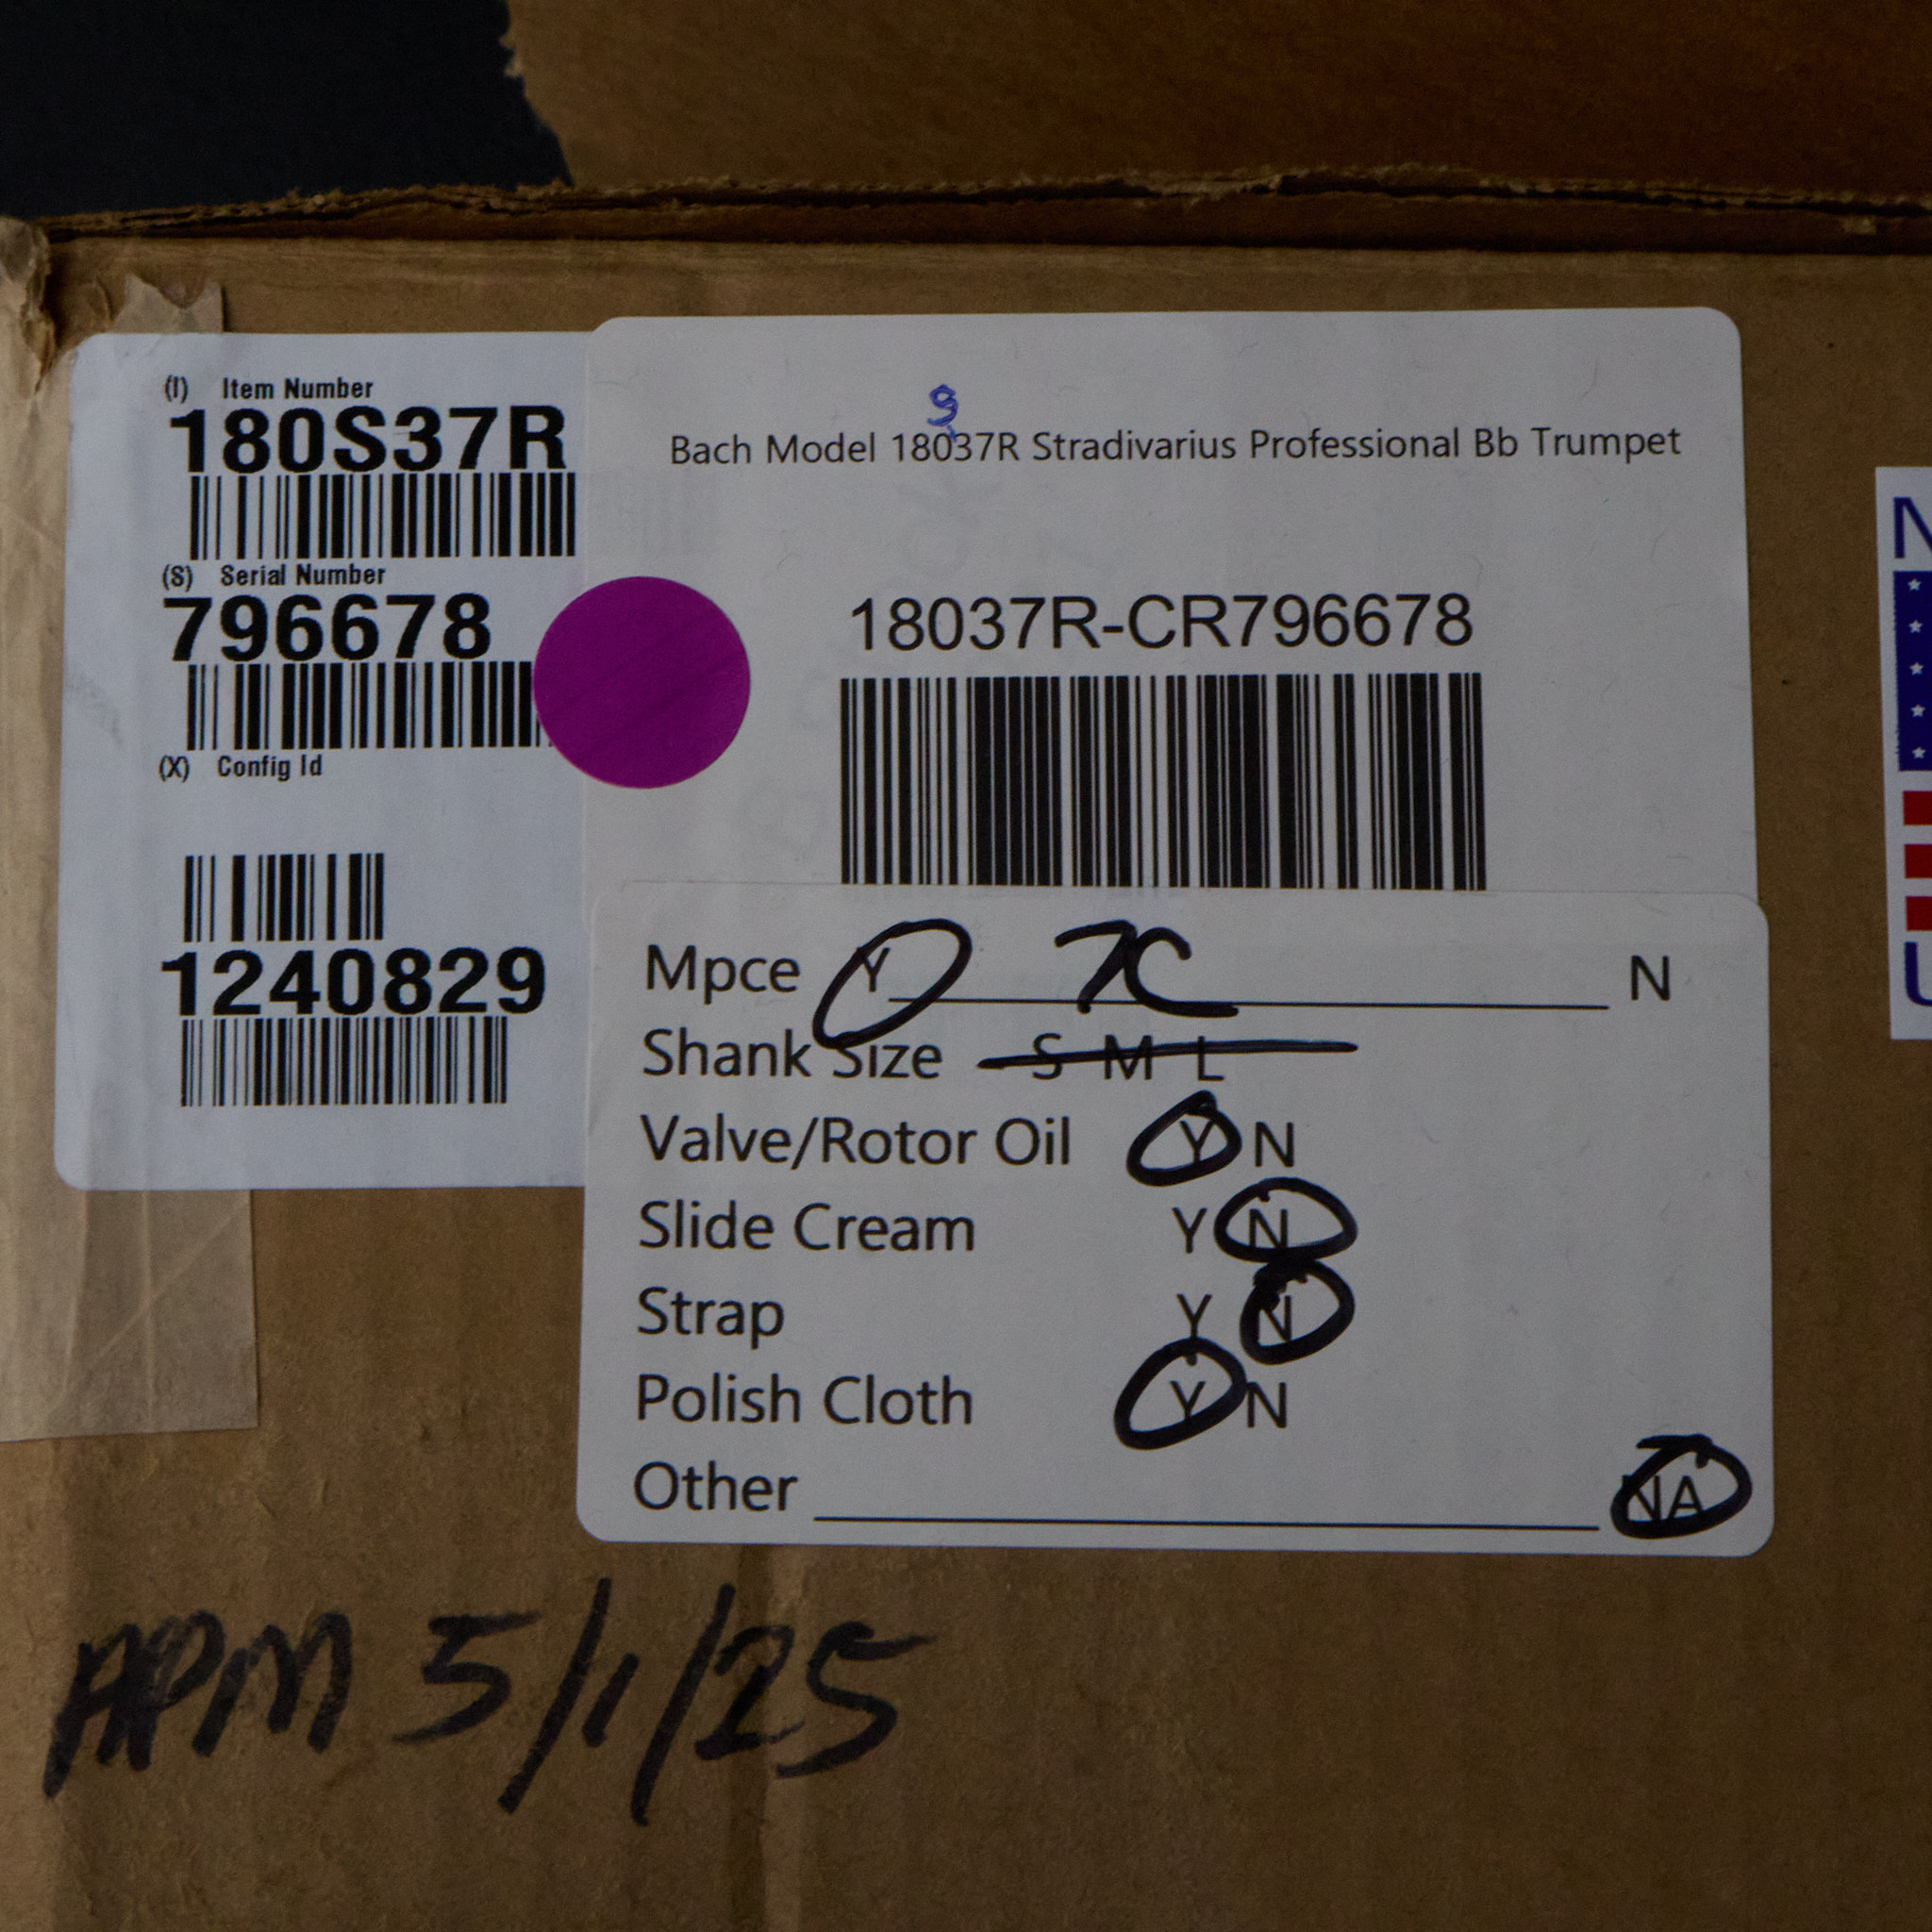 (I) Item Number
180S37R
(S) Serial Number
796678
(X) Config Id
1240829
S
Bach Model 18037R Stradivarius Professional Bb Trumpet
18037R-CR796678
Mpce Y 7C N
Shank Size S M L
Valve/Rotor Oil Y N
Slide Cream Y N
Strap Y N
Polish Cloth Y N
Other NA
APM 5/1/25